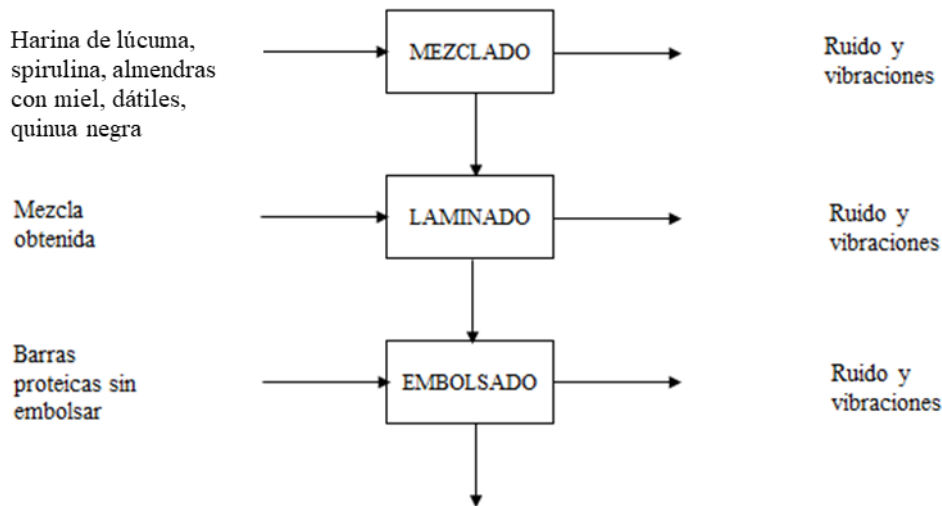 Harina de lúcuma,
spirulina, almendras
con miel, dátiles,
quinua negra
MEZCLADO
Ruido y
vibraciones
Mezcla
obtenida
LAMINADO
Ruido y
vibraciones
Barras
proteicas sin
embolsar
EMBOLSADO
Ruido y
vibraciones